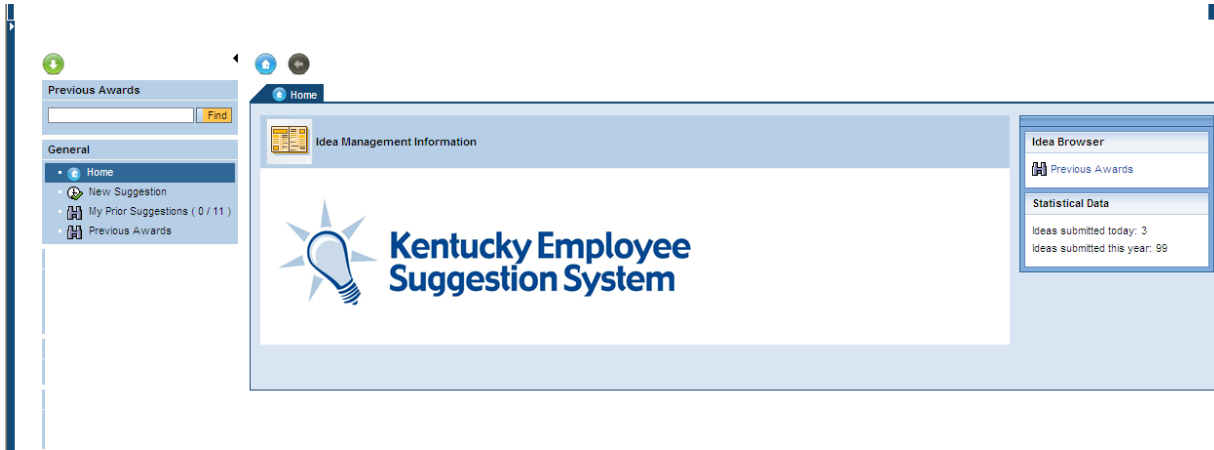 Previous Awards
Find
General
Home
New Suggestion
My Prior Suggestions ( 0 / 11 )
Previous Awards
Home
Idea Management Information
Kentucky Employee
Suggestion System
Idea Browser
Previous Awards
Statistical Data
Ideas submitted today: 3
Ideas submitted this year: 99